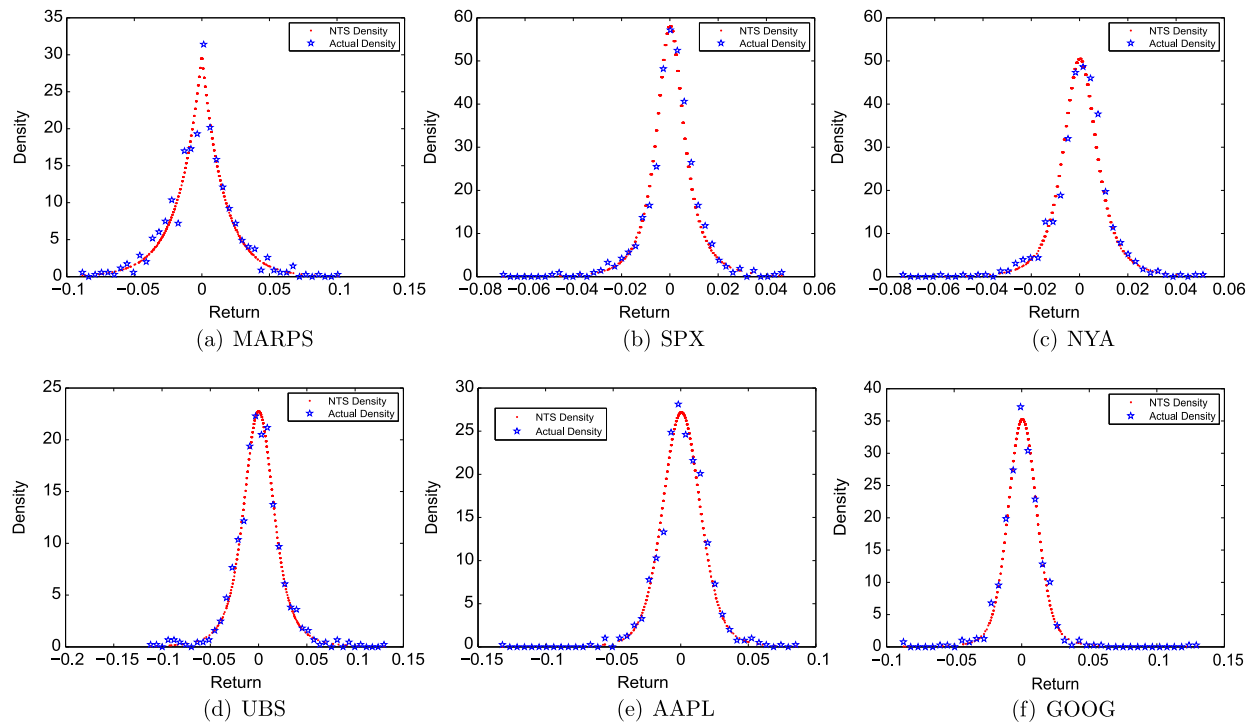 35
30
25
20
15
10
5
0
Density
NTS Density
Actual Density
−0.1 −0.05 0 0.05 0.1 0.15
Return
(a) MARPS
60
50
40
30
20
10
0
Density
NTS Density
Actual Density
−0.08 −0.06 −0.04 −0.02 0 0.02 0.04 0.06
Return
(b) SPX
60
50
40
30
20
10
0
Density
NTS Density
Actual Density
−0.08 −0.06 −0.04 −0.02 0 0.02 0.04 0.06
Return
(c) NYA
25
20
15
10
5
0
Density
NTS Density
Actual Density
−0.2 −0.15 −0.1 −0.05 0 0.05 0.1 0.15
Return
(d) UBS
30
25
20
15
10
5
0
Density
NTS Density
Actual Density
−0.15 −0.1 −0.05 0 0.05 0.1
Return
(e) AAPL
40
35
30
25
20
15
10
5
0
Density
NTS Density
Actual Density
−0.1 −0.05 0 0.05 0.1 0.15
Return
(f) GOOG